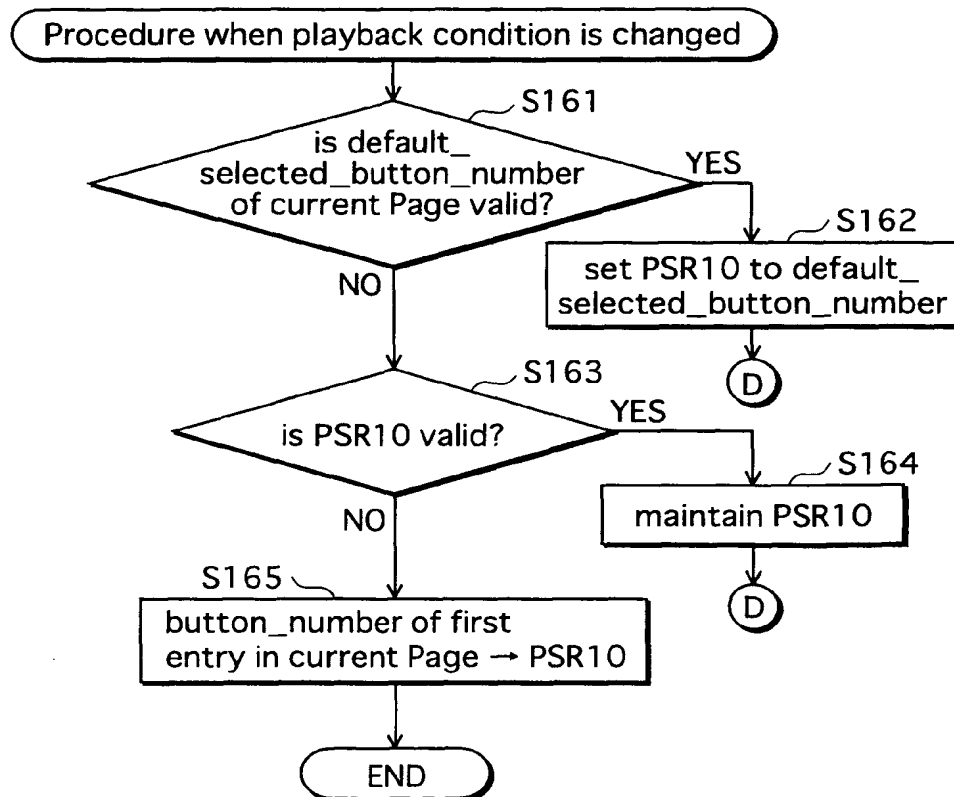 Procedure when playback condition is changed
S161
is default_
selected_button_number
of current Page valid?
YES
NO
S162
set PSR10 to default_
selected_button_number
D
S163
is PSR10 valid?
YES
NO
S164
maintain PSR10
D
S165
button_number of first
entry in current Page → PSR10
END